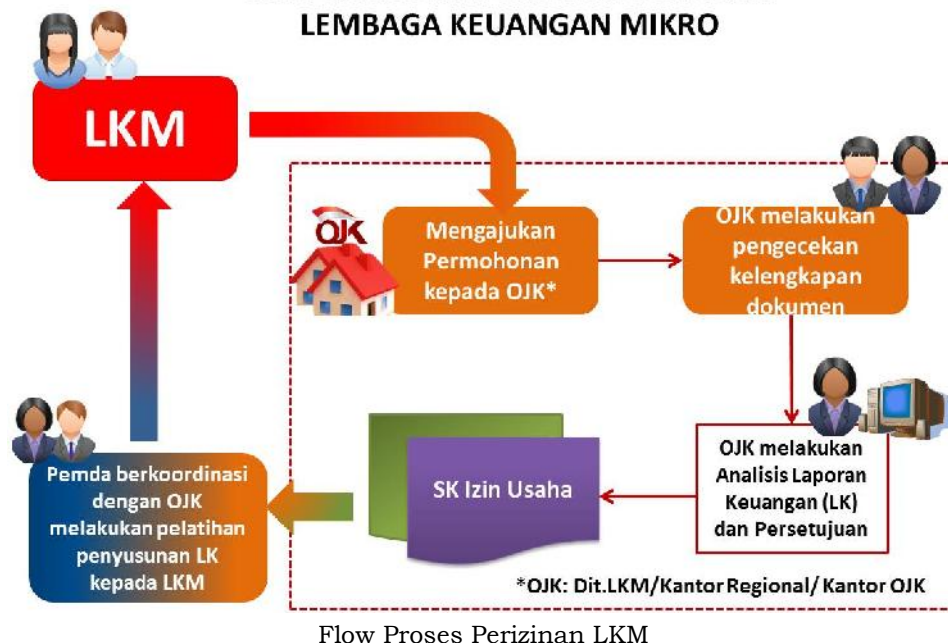 LEMBAGA KEUANGAN MIKRO
LKM
OJK
Mengajukan
Permohonan
kepada OJK*
OJK melakukan
pengecekan
kelengkapan
dokumen
OJK melakukan
Analisis Laporan
Keuangan (LK)
dan Persetujuan
SK Izin Usaha
Pemda berkoordinasi
dengan OJK
melakukan pelatihan
penyusunan LK
kepada LKM
*OJK: Dit.LKM/Kantor Regional/ Kantor OJK
Flow Proses Perizinan LKM